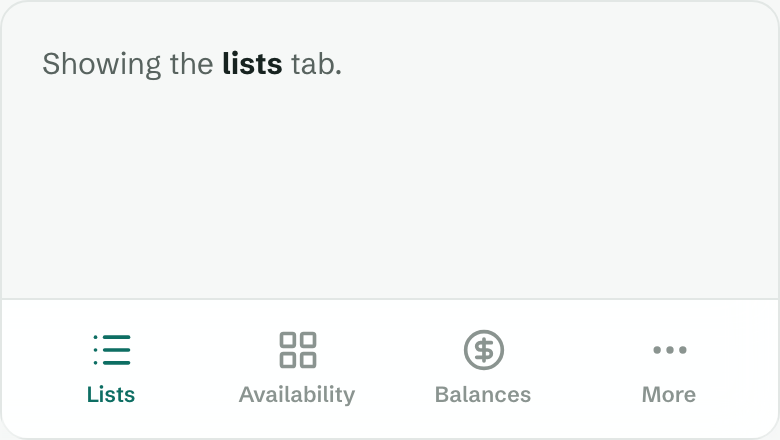 Showing the lists tab.
Lists
Availability
Balances
More